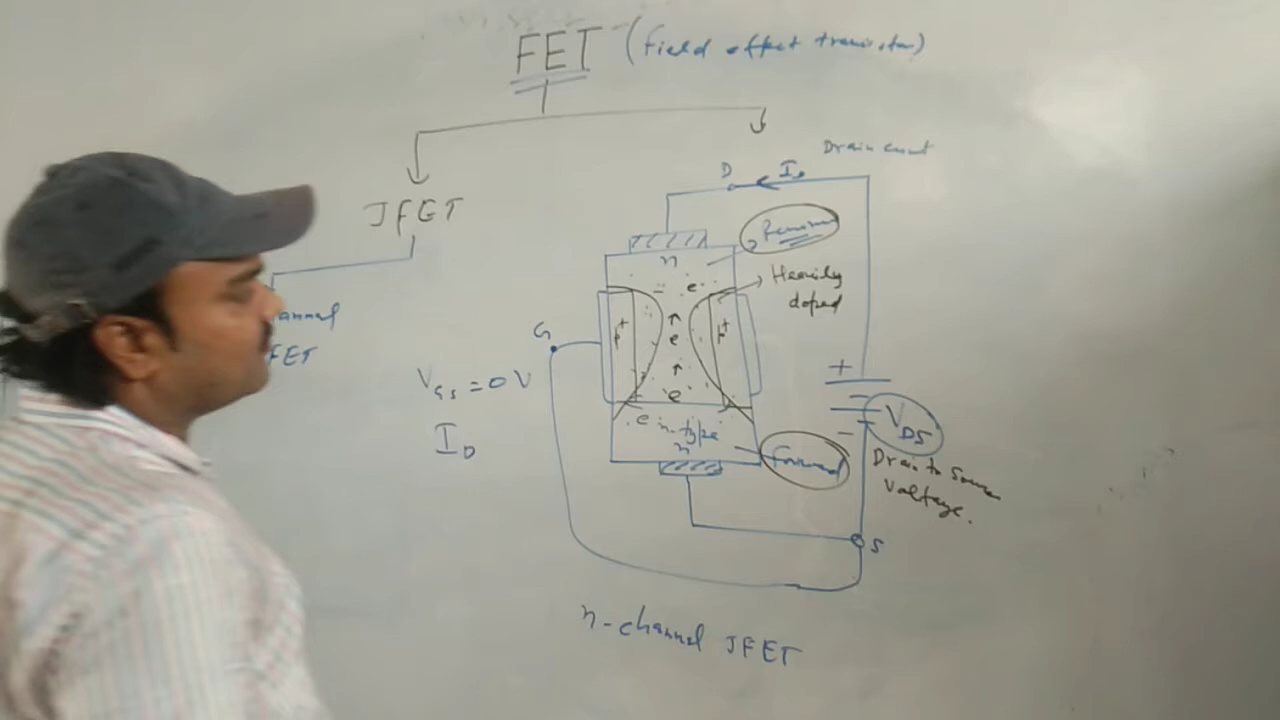 FET (field effect transistor)
Drain current
D
I_D
JFET
n
Reverse
e
Heavily
doped
annel
FET
G
p+
e
p+
V_GS = 0 V
e
+
I_D
e n-type
n
Forward
-
V_DS
Drain to Source
Voltage.
S
n-channel JFET